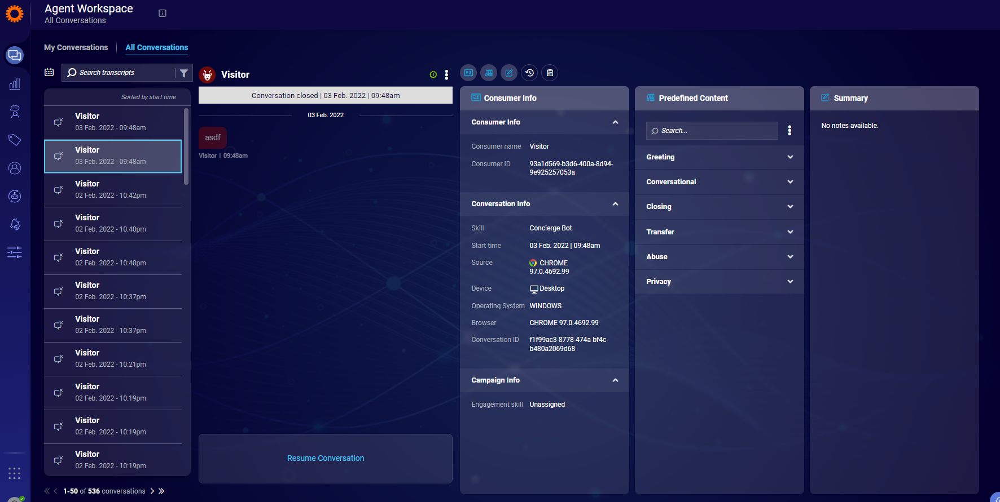 Agent Workspace
All Conversations
My Conversations
All Conversations
Search transcripts
Sorted by start time
Visitor
03 Feb. 2022 - 09:48am
Visitor
03 Feb. 2022 - 09:48am
Visitor
02 Feb. 2022 - 10:42pm
Visitor
02 Feb. 2022 - 10:40pm
Visitor
02 Feb. 2022 - 10:40pm
Visitor
02 Feb. 2022 - 10:37pm
Visitor
02 Feb. 2022 - 10:37pm
Visitor
02 Feb. 2022 - 10:21pm
Visitor
02 Feb. 2022 - 10:19pm
Visitor
02 Feb. 2022 - 10:19pm
Visitor
02 Feb. 2022 - 10:19pm
1-50 of 536 conversations
Visitor
Conversation closed | 03 Feb. 2022 | 09:48am
03 Feb. 2022
asdf
Visitor | 09:48am
Resume Conversation
Consumer Info
Consumer Info
Consumer name Visitor
Consumer ID 93a1d569-b3d6-400a-8d94-
9e925257053a
Conversation Info
Skill Concierge Bot
Start time 03 Feb. 2022 | 09:48am
Source CHROME
97.0.4692.99
Device Desktop
Operating System WINDOWS
Browser CHROME 97.0.4692.99
Conversation ID f1f99ac3-8778-474a-bf4c-
b480a2069d68
Campaign Info
Engagement skill Unassigned
Predefined Content
Search...
Greeting
Conversational
Closing
Transfer
Abuse
Privacy
Summary
No notes available.